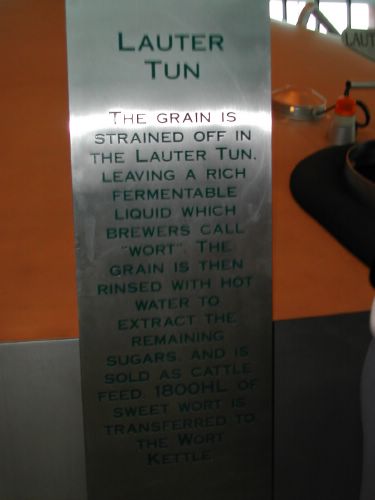 LAUTER
TUN
THE GRAIN IS
STRAINED OFF IN
THE LAUTER TUN,
LEAVING A RICH
FERMENTABLE
LIQUID WHICH
BREWERS CALL
"WORT". THE
GRAIN IS THEN
RINSED WITH HOT
WATER TO
EXTRACT THE
REMAINING
SUGARS, AND IS
SOLD AS CATTLE
FEED. 1800HL OF
SWEET WORT IS
TRANSFERRED TO
THE WORT
KETTLE